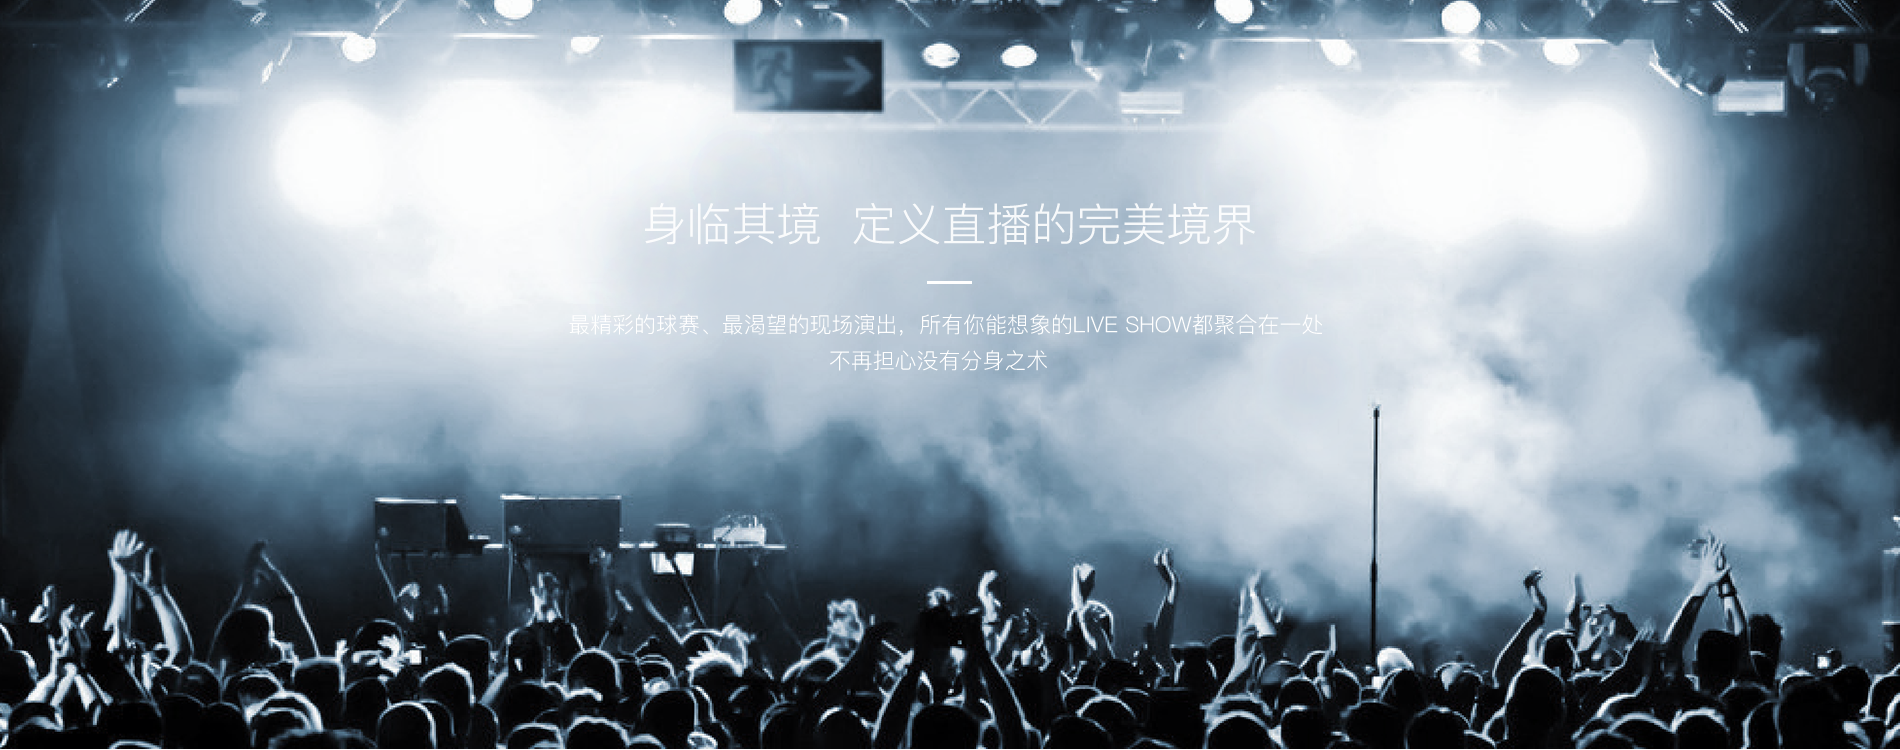 身临其境 定义直播的完美境界
最精彩的球赛、最渴望的现场演出，所有你能想象的LIVE SHOW都聚合在一处
不再担心没有分身之术